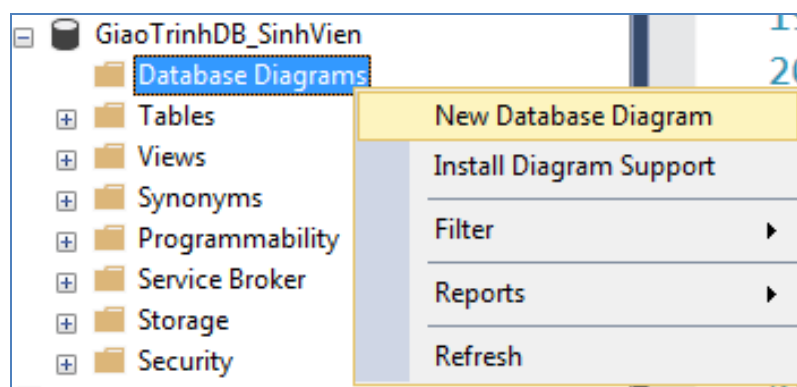 GiaoTrinhDB_SinhVien
Database Diagrams
Tables
Views
Synonyms
Programmability
Service Broker
Storage
Security
New Database Diagram
Install Diagram Support
Filter
Reports
Refresh
20